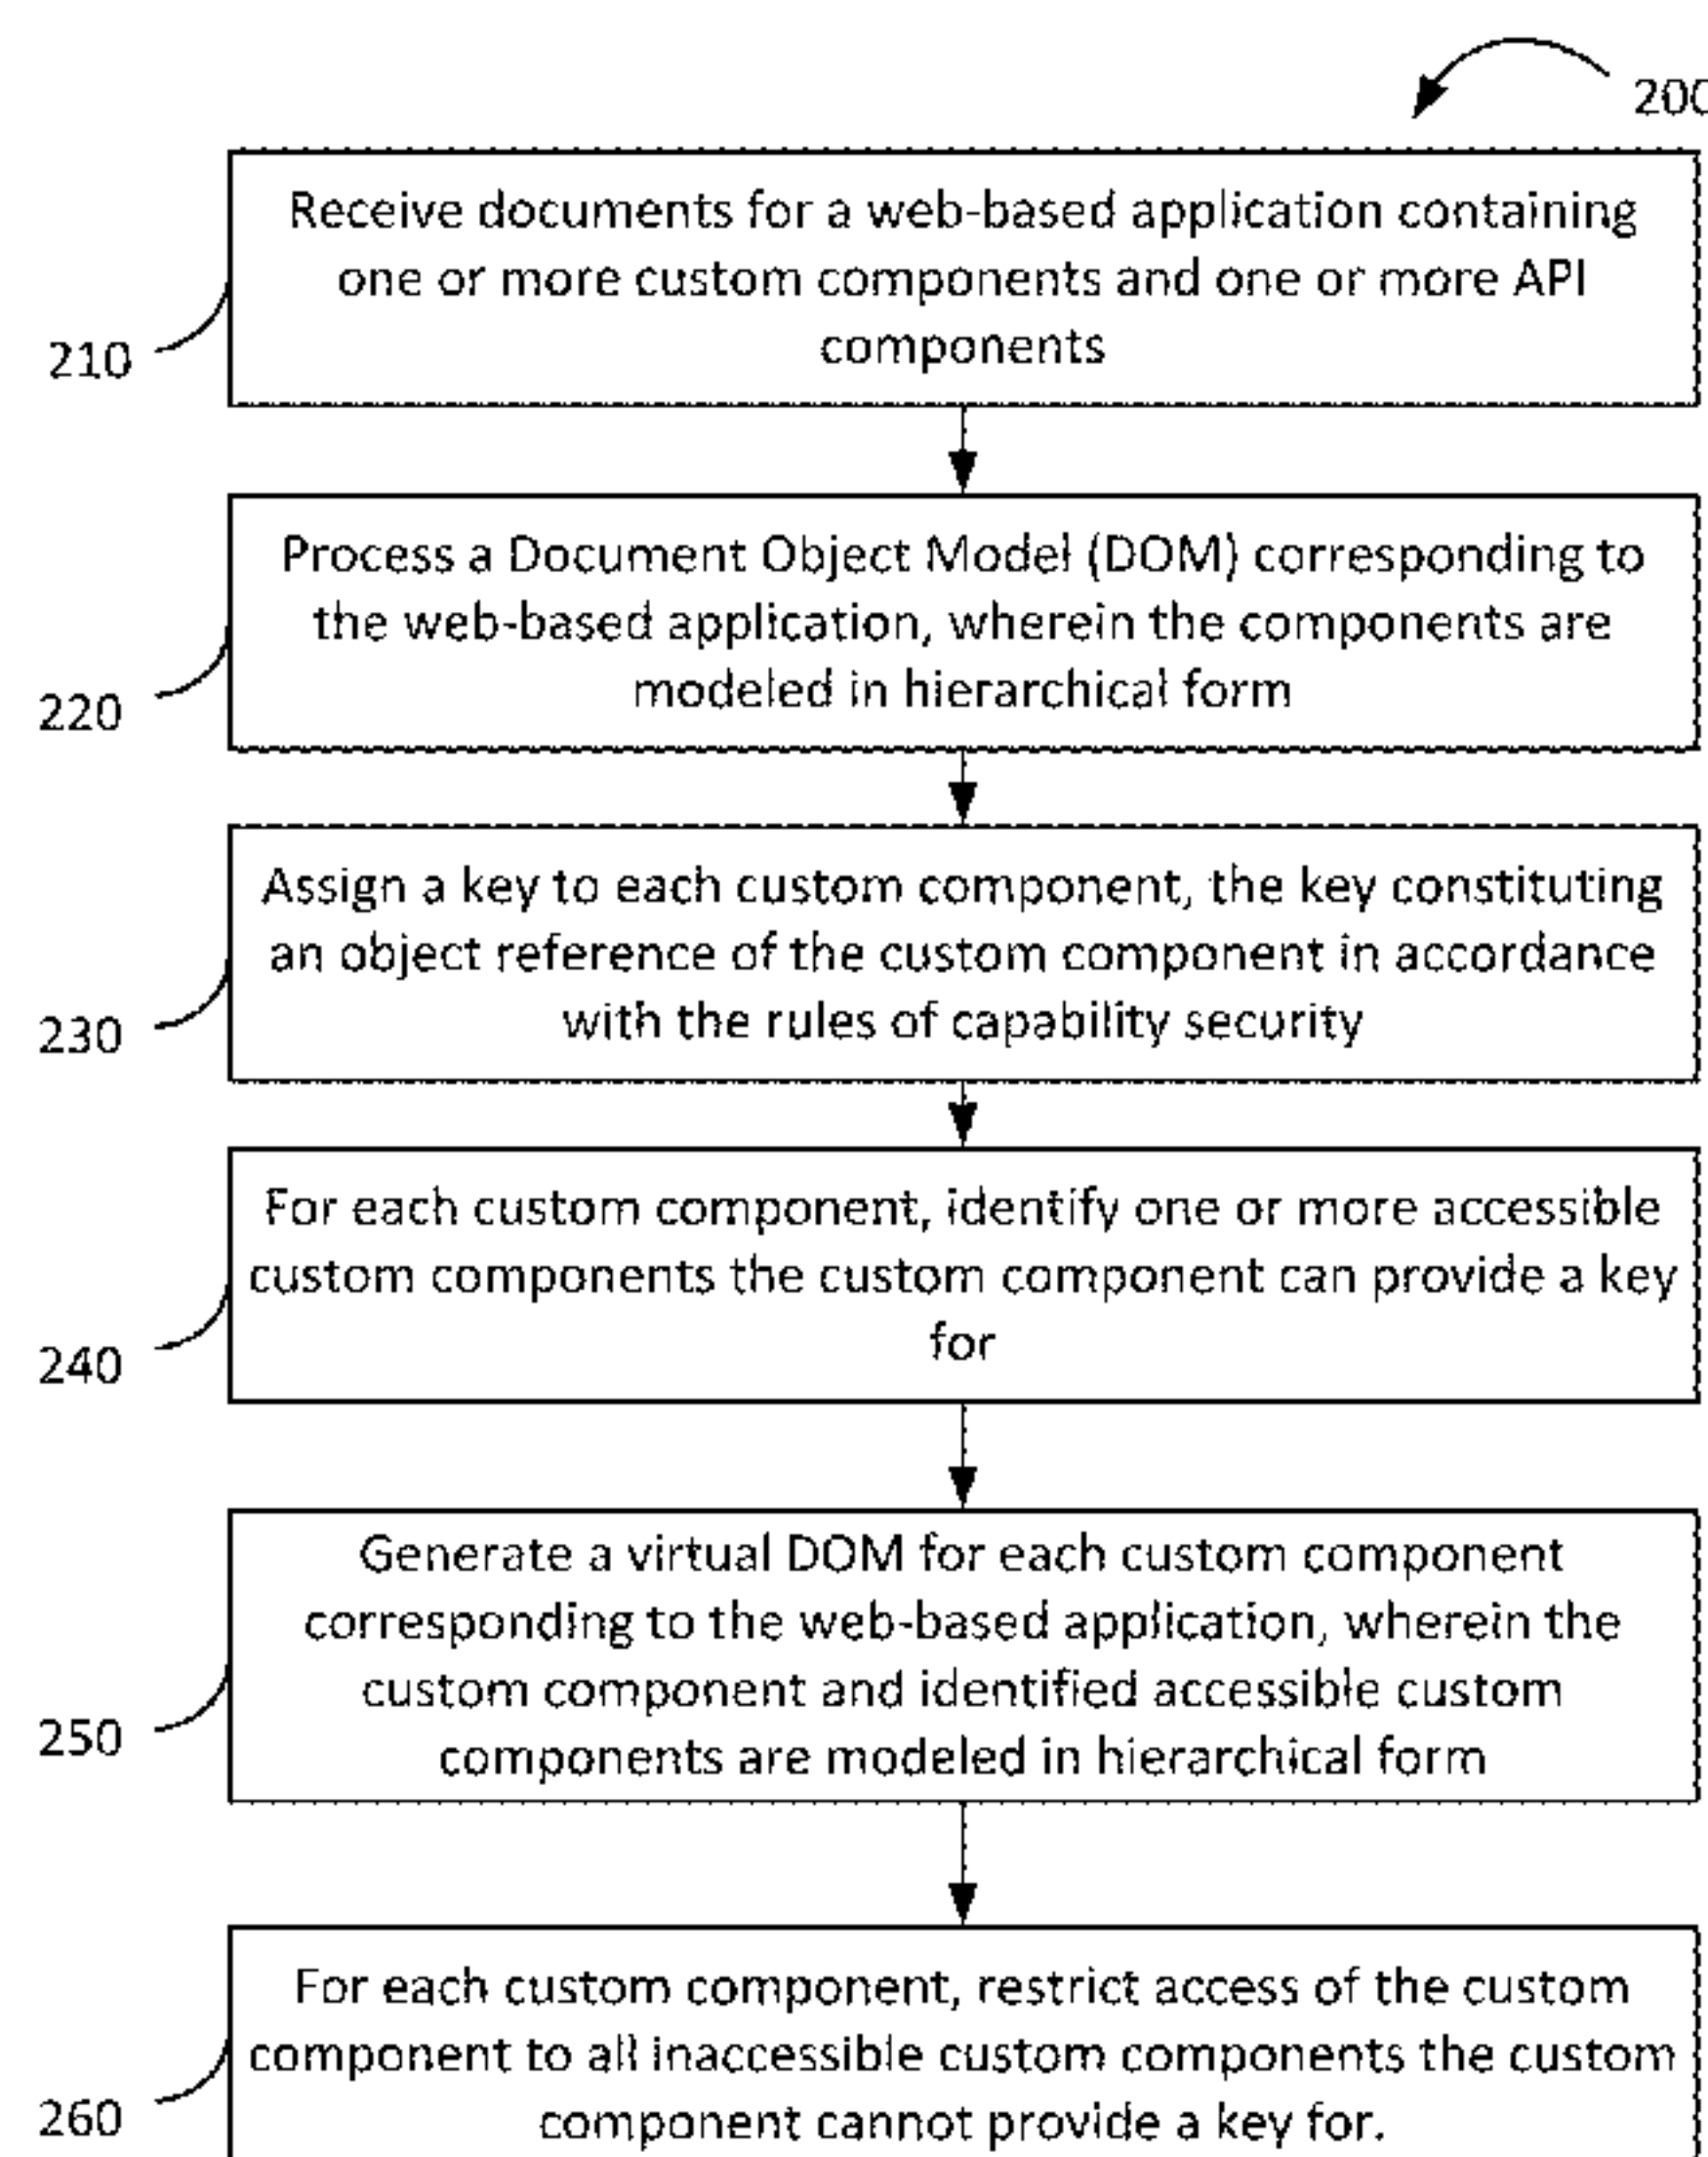 200
Receive documents for a web-based application containing
one or more custom components and one or more API
components
210
Process a Document Object Model (DOM) corresponding to
the web-based application, wherein the components are
modeled in hierarchical form
220
Assign a key to each custom component, the key constituting
an object reference of the custom component in accordance
with the rules of capability security
230
For each custom component, identify one or more accessible
custom components the custom component can provide a key
for
240
Generate a virtual DOM for each custom component
corresponding to the web-based application, wherein the
custom component and identified accessible custom
components are modeled in hierarchical form
250
For each custom component, restrict access of the custom
component to all inaccessible custom components the custom
component cannot provide a key for.
260